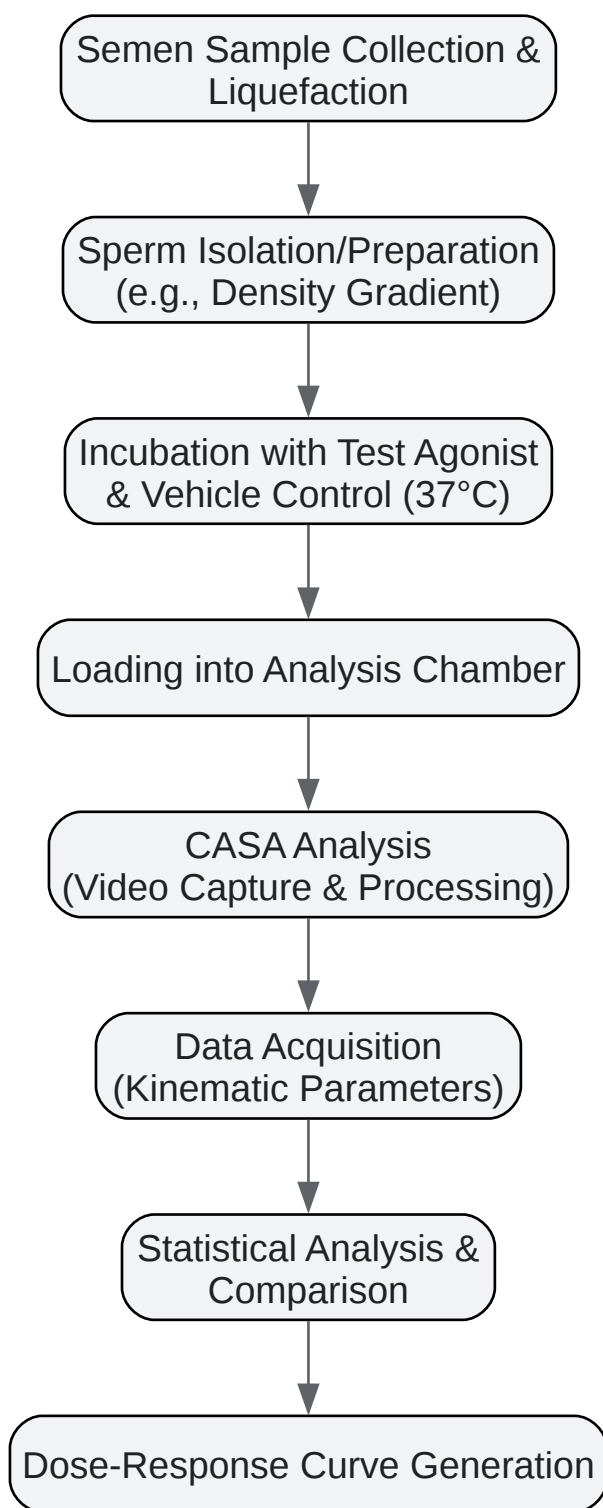 Semen Sample Collection &
Liquefaction
Sperm Isolation/Preparation
(e.g., Density Gradient)
Incubation with Test Agonist
& Vehicle Control (37°C)
Loading into Analysis Chamber
CASA Analysis
(Video Capture & Processing)
Data Acquisition
(Kinematic Parameters)
Statistical Analysis &
Comparison
Dose-Response Curve Generation